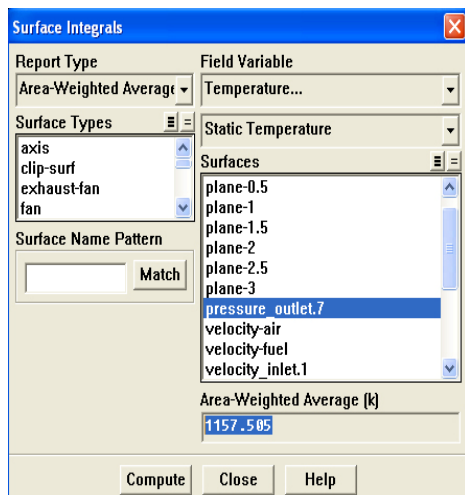 Surface Integrals
Report Type
Area-Weighted Average
Surface Types
axis
clip-surf
exhaust-fan
fan
Surface Name Pattern
Match
Field Variable
Temperature...
Static Temperature
Surfaces
plane-0.5
plane-1
plane-1.5
plane-2
plane-2.5
plane-3
pressure_outlet.7
velocity-air
velocity-fuel
velocity_inlet.1
Area-Weighted Average (k)
1157.505
Compute
Close
Help